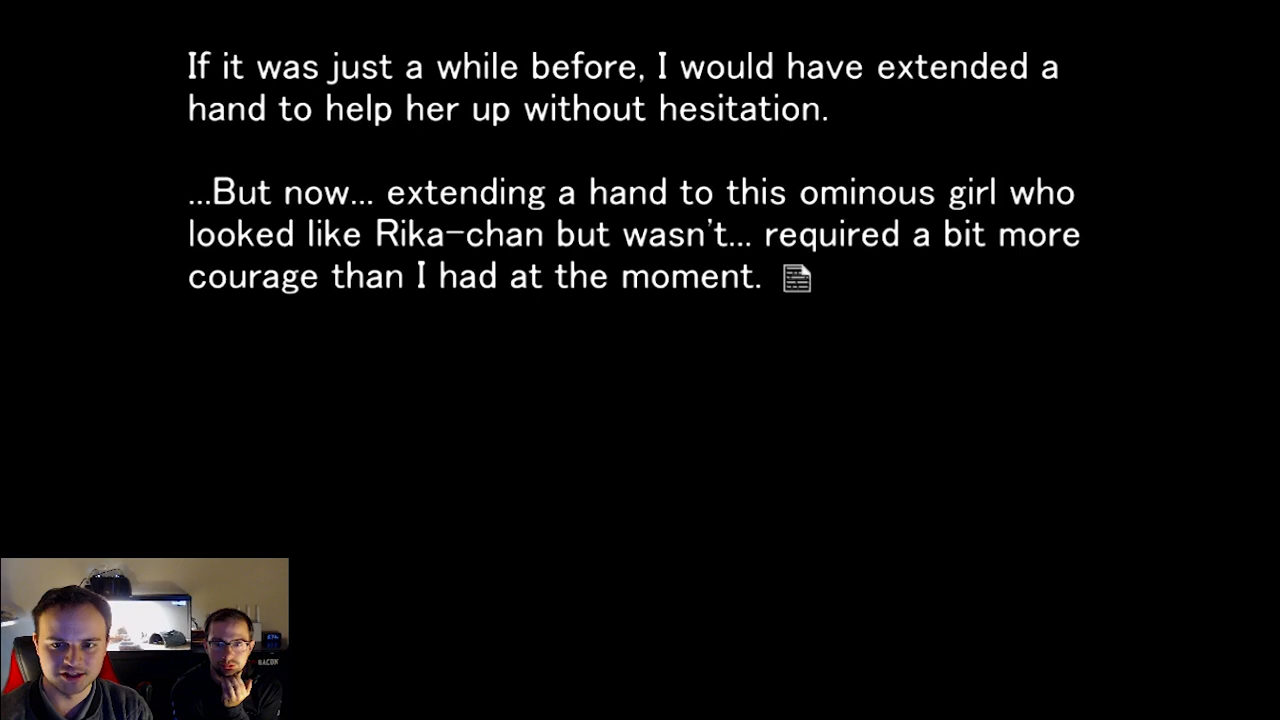 If it was just a while before, I would have extended a
hand to help her up without hesitation.
...But now... extending a hand to this ominous girl who
looked like Rika-chan but wasn't... required a bit more
courage than I had at the moment.